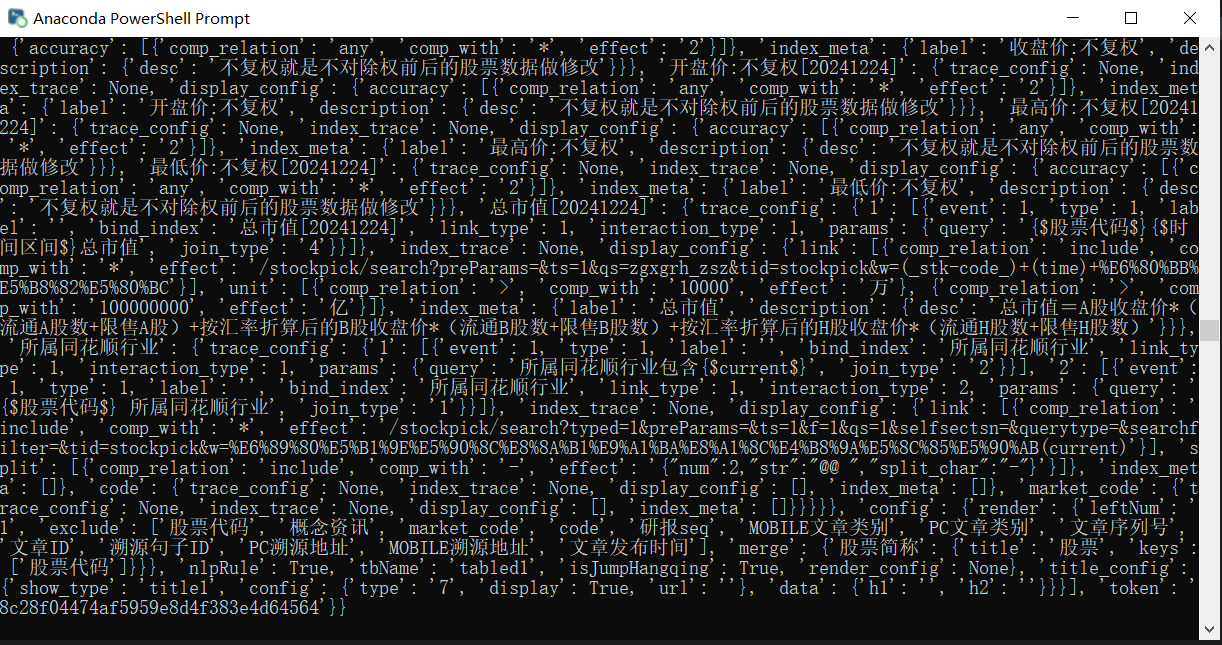 Anaconda PowerShell Prompt
{'accuracy': [{'comp_relation': 'any', 'comp_with': '*', 'effect': '2'}]}, 'index_meta': {'label': '收盘价:不复权', 'de
scription': {'desc': '不复权就是不对除权前后的股票数据做修改'}}}, '开盘价:不复权[20241224]': {'trace_config': None, 'ind
ex_trace': None, 'display_config': {'accuracy': [{'comp_relation': 'any', 'comp_with': '*', 'effect': '2'}]}, 'index_met
a': {'label': '开盘价:不复权', 'description': {'desc': '不复权就是不对除权前后的股票数据做修改'}}}, '最高价:不复权[20241
224]': {'trace_config': None, 'index_trace': None, 'display_config': {'accuracy': [{'comp_relation': 'any', 'comp_with':
'*', 'effect': '2'}]}, 'index_meta': {'label': '最高价:不复权', 'description': {'desc': '不复权就是不对除权前后的股票数
据做修改'}}}, '最低价:不复权[20241224]': {'trace_config': None, 'index_trace': None, 'display_config': {'accuracy': [{'c
omp_relation': 'any', 'comp_with': '*', 'effect': '2'}]}, 'index_meta': {'label': '最低价:不复权', 'description': {'desc
': '不复权就是不对除权前后的股票数据做修改'}}}, '总市值[20241224]': {'trace_config': {'1': [{'event': 1, 'type': 1, 'lab
el': '', 'bind_index': '总市值[20241224]', 'link_type': 1, 'interaction_type': 1, 'params': {'query': '{$股票代码$}{$时
间区间$}总市值', 'join_type': '4'}}]}, 'index_trace': None, 'display_config': {'link': [{'comp_relation': 'include', 'co
mp_with': '*', 'effect': '/stockpick/search?preParams=&ts=1&qs=zgxgrh_zsz&tid=stockpick&w=(_stk-code_)+(time)+%E6%80%BB%
E5%B8%82%E5%80%BC'}], 'unit': [{'comp_relation': '>', 'comp_with': '10000', 'effect': '万'}, {'comp_relation': '>', 'com
p_with': '100000000', 'effect': '亿'}]}, 'index_meta': {'label': '总市值', 'description': {'desc': '总市值＝A股收盘价*（
流通A股数+限售A股）+按汇率折算后的B股收盘价*（流通B股数+限售B股数）+按汇率折算后的H股收盘价*（流通H股数+限售H股数）'}}},
'所属同花顺行业': {'trace_config': {'1': [{'event': 1, 'type': 1, 'label': '', 'bind_index': '所属同花顺行业', 'link_ty
pe': 1, 'interaction_type': 1, 'params': {'query': '所属同花顺行业包含{$current$}', 'join_type': '2'}}], '2': [{'event':
1, 'type': 1, 'label': '', 'bind_index': '所属同花顺行业', 'link_type': 1, 'interaction_type': 2, 'params': {'query': '
{$股票代码$} 所属同花顺行业', 'join_type': '1'}}]}, 'index_trace': None, 'display_config': {'link': [{'comp_relation': '
include', 'comp_with': '*', 'effect': '/stockpick/search?typed=1&preParams=&ts=1&f=1&qs=1&selfsectsn=&querytype=&searchf
ilter=&tid=stockpick&w=%E6%89%80%E5%B1%9E%E5%90%8C%E8%8A%B1%E9%A1%BA%E8%A1%8C%E4%B8%9A%E5%8C%85%E5%90%AB(current)'}], 's
plit': [{'comp_relation': 'include', 'comp_with': '-', 'effect': '{"num":2,"str":"@@ ","split_char":"-"}'}]}, 'index_met
a': []}, 'code': {'trace_config': None, 'index_trace': None, 'display_config': [], 'index_meta': []}, 'market_code': {'t
race_config': None, 'index_trace': None, 'display_config': [], 'index_meta': []}}}}}, 'config': {'render': {'leftNum': '
1', 'exclude': ['股票代码', '概念资讯', 'market_code', 'code', '研报seq', 'MOBILE文章类别', 'PC文章类别', '文章序列号',
'文章ID', '溯源句子ID', 'PC溯源地址', 'MOBILE溯源地址', '文章发布时间'], 'merge': {'股票简称': {'title': '股票', 'keys':
['股票代码']}}}, 'nlpRule': True, 'tbName': 'tabled1', 'isJumpHangqing': True, 'render_config': None}, 'title_config':
{'show_type': 'title1', 'config': {'type': '7', 'display': True, 'url': ''}, 'data': {'h1': '', 'h2': ''}}}], 'token': '
8c28f04474af5959e8d4f383e4d64564'}}